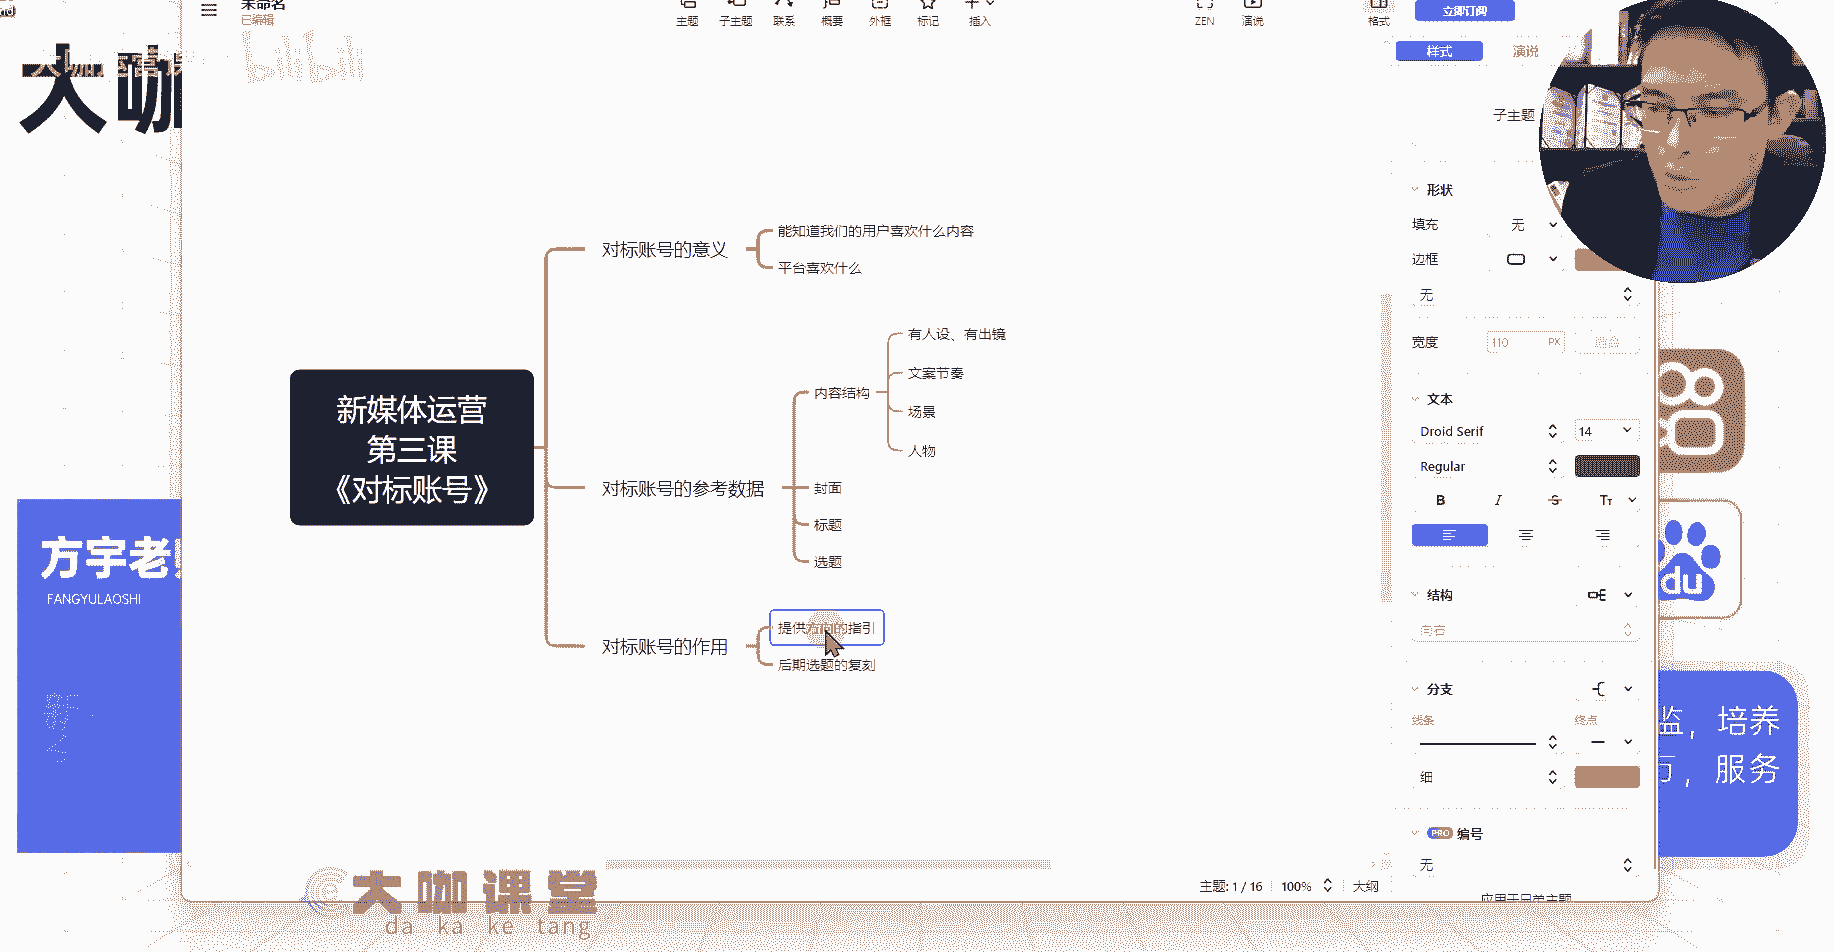 未命名
已编辑
主题
子主题
联系
概要
外框
标记
插入
ZEN
演说
格式
立即订阅
bilibili
大咖
样式
演说
子主题
形状
填充
无
边框
无
宽度
110
PX
文本
Droid Serif
14
Regular
B
I
S
TT
结构
向右
分支
线条
终点
细
PRO
编号
无
对标账号的意义
能知道我们的用户喜欢什么内容
平台喜欢什么
新媒体运营
第三课
《对标账号》
对标账号的参考数据
内容结构
有人设、有出镜
文案节奏
场景
人物
封面
标题
选题
对标账号的作用
提供方向的指引
后期选题的复刻
方宇老
FANGYULAOSHI
du
监，培养
万，服务
主题: 1 / 16
100%
大纲
大咖课堂
da ka ke tang